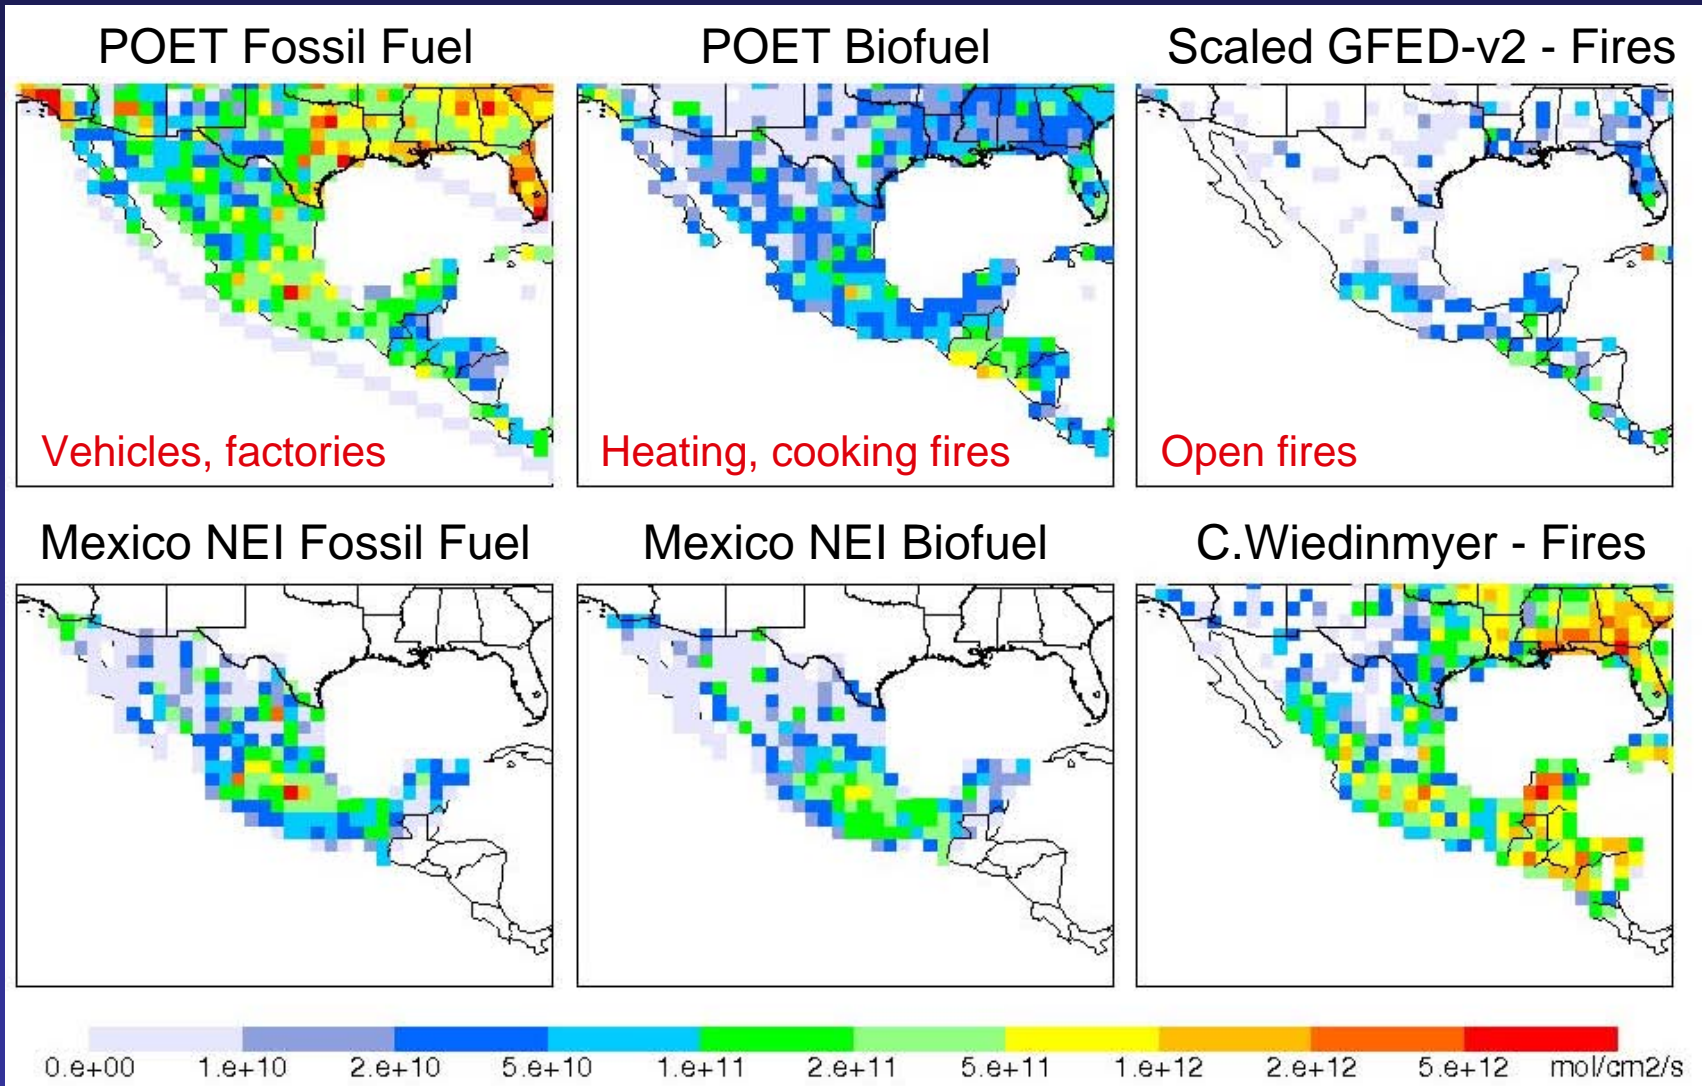 POET Fossil Fuel
POET Biofuel
Scaled GFED-v2 - Fires
Vehicles, factories
Heating, cooking fires
Open fires
Mexico NEI Fossil Fuel
Mexico NEI Biofuel
C.Wiedinmyer - Fires
0.e+00 1.e+10 2.e+10 5.e+10 1.e+11 2.e+11 5.e+11 1.e+12 2.e+12 5.e+12 mol/cm2/s